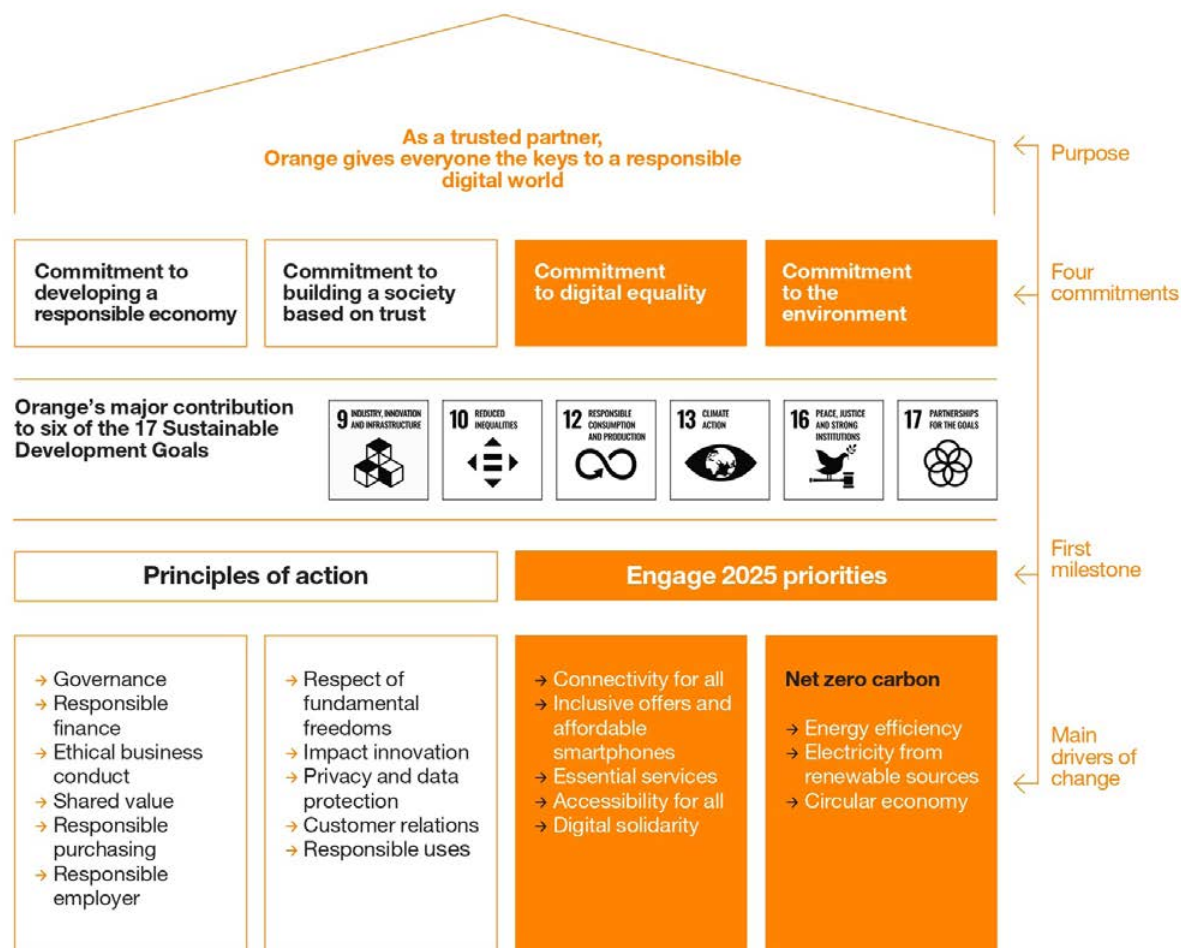 As a trusted partner,
Orange gives everyone the keys to a responsible
digital world
Purpose
Commitment to
developing a
responsible economy
Commitment to
building a society
based on trust
Commitment
to digital equality
Commitment
to the
environment
Four
commitments
Orange’s major contribution
to six of the 17 Sustainable
Development Goals
9 INDUSTRY, INNOVATION
AND INFRASTRUCTURE
10 REDUCED
INEQUALITIES
12 RESPONSIBLE
CONSUMPTION
AND PRODUCTION
13 CLIMATE
ACTION
16 PEACE, JUSTICE
AND STRONG
INSTITUTIONS
17 PARTNERSHIPS
FOR THE GOALS
Principles of action
Engage 2025 priorities
First
milestone
→ Governance
→ Responsible
finance
→ Ethical business
conduct
→ Shared value
→ Responsible
purchasing
→ Responsible
employer
→ Respect of
fundamental
freedoms
→ Impact innovation
→ Privacy and data
protection
→ Customer relations
→ Responsible uses
→ Connectivity for all
→ Inclusive offers and
affordable
smartphones
→ Essential services
→ Accessibility for all
→ Digital solidarity
Net zero carbon
→ Energy efficiency
→ Electricity from
renewable sources
→ Circular economy
Main
drivers of
change